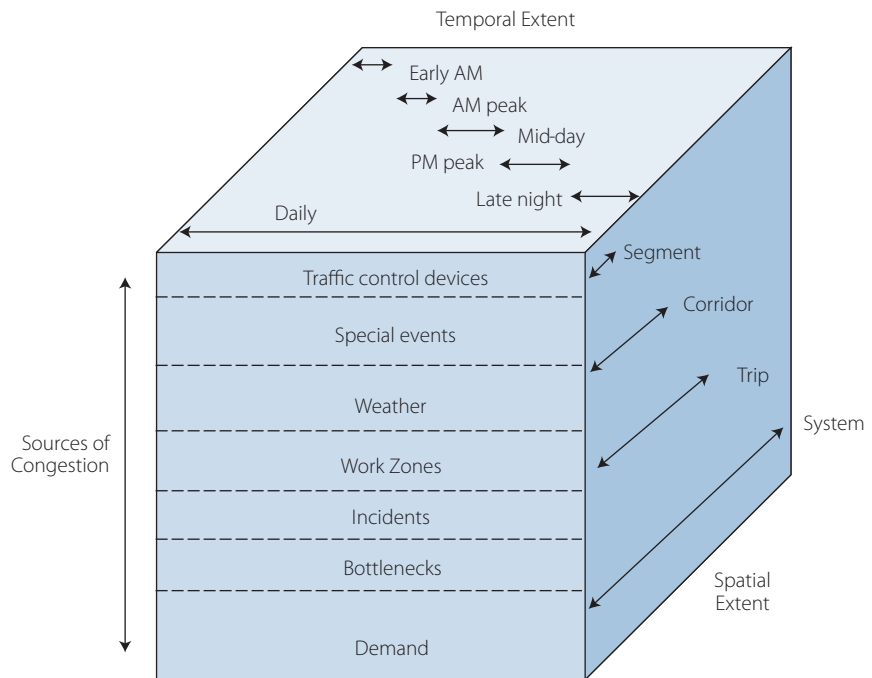 Temporal Extent
Early AM
AM peak
Mid-day
PM peak
Late night
Daily
Segment
Traffic control devices
Corridor
Special events
Trip
Weather
System
Sources of
Congestion
Work Zones
Incidents
Bottlenecks
Spatial
Extent
Demand